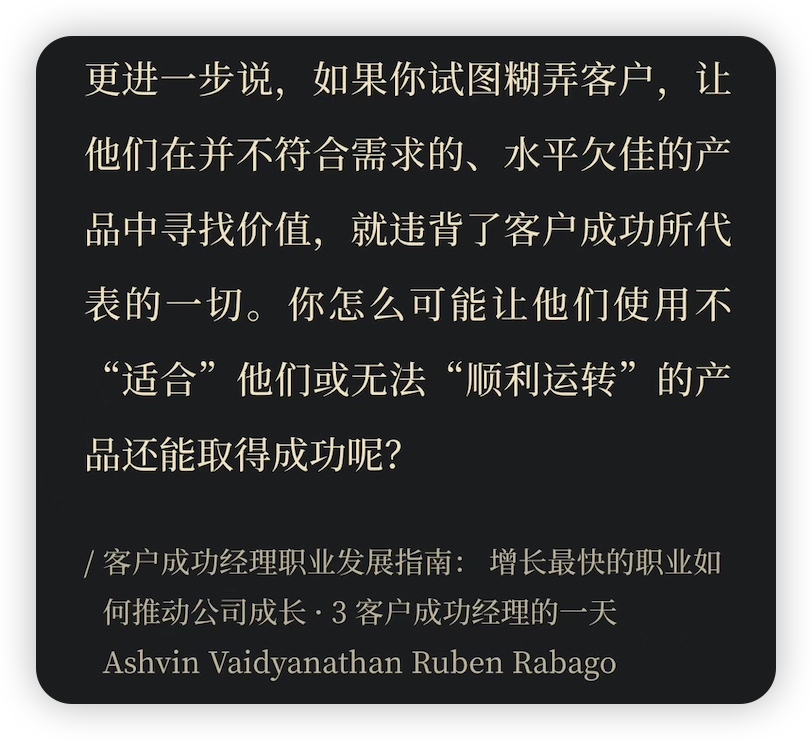 更进一步说，如果你试图糊弄客户，让
他们在并不符合需求的、水平欠佳的产
品中寻找价值，就违背了客户成功所代
表的一切。你怎么可能让他们使用不
“适合”他们或无法“顺利运转”的产
品还能取得成功呢？
/ 客户成功经理职业发展指南： 增长最快的职业如
何推动公司成长 · 3 客户成功经理的一天
Ashvin Vaidyanathan Ruben Rabago